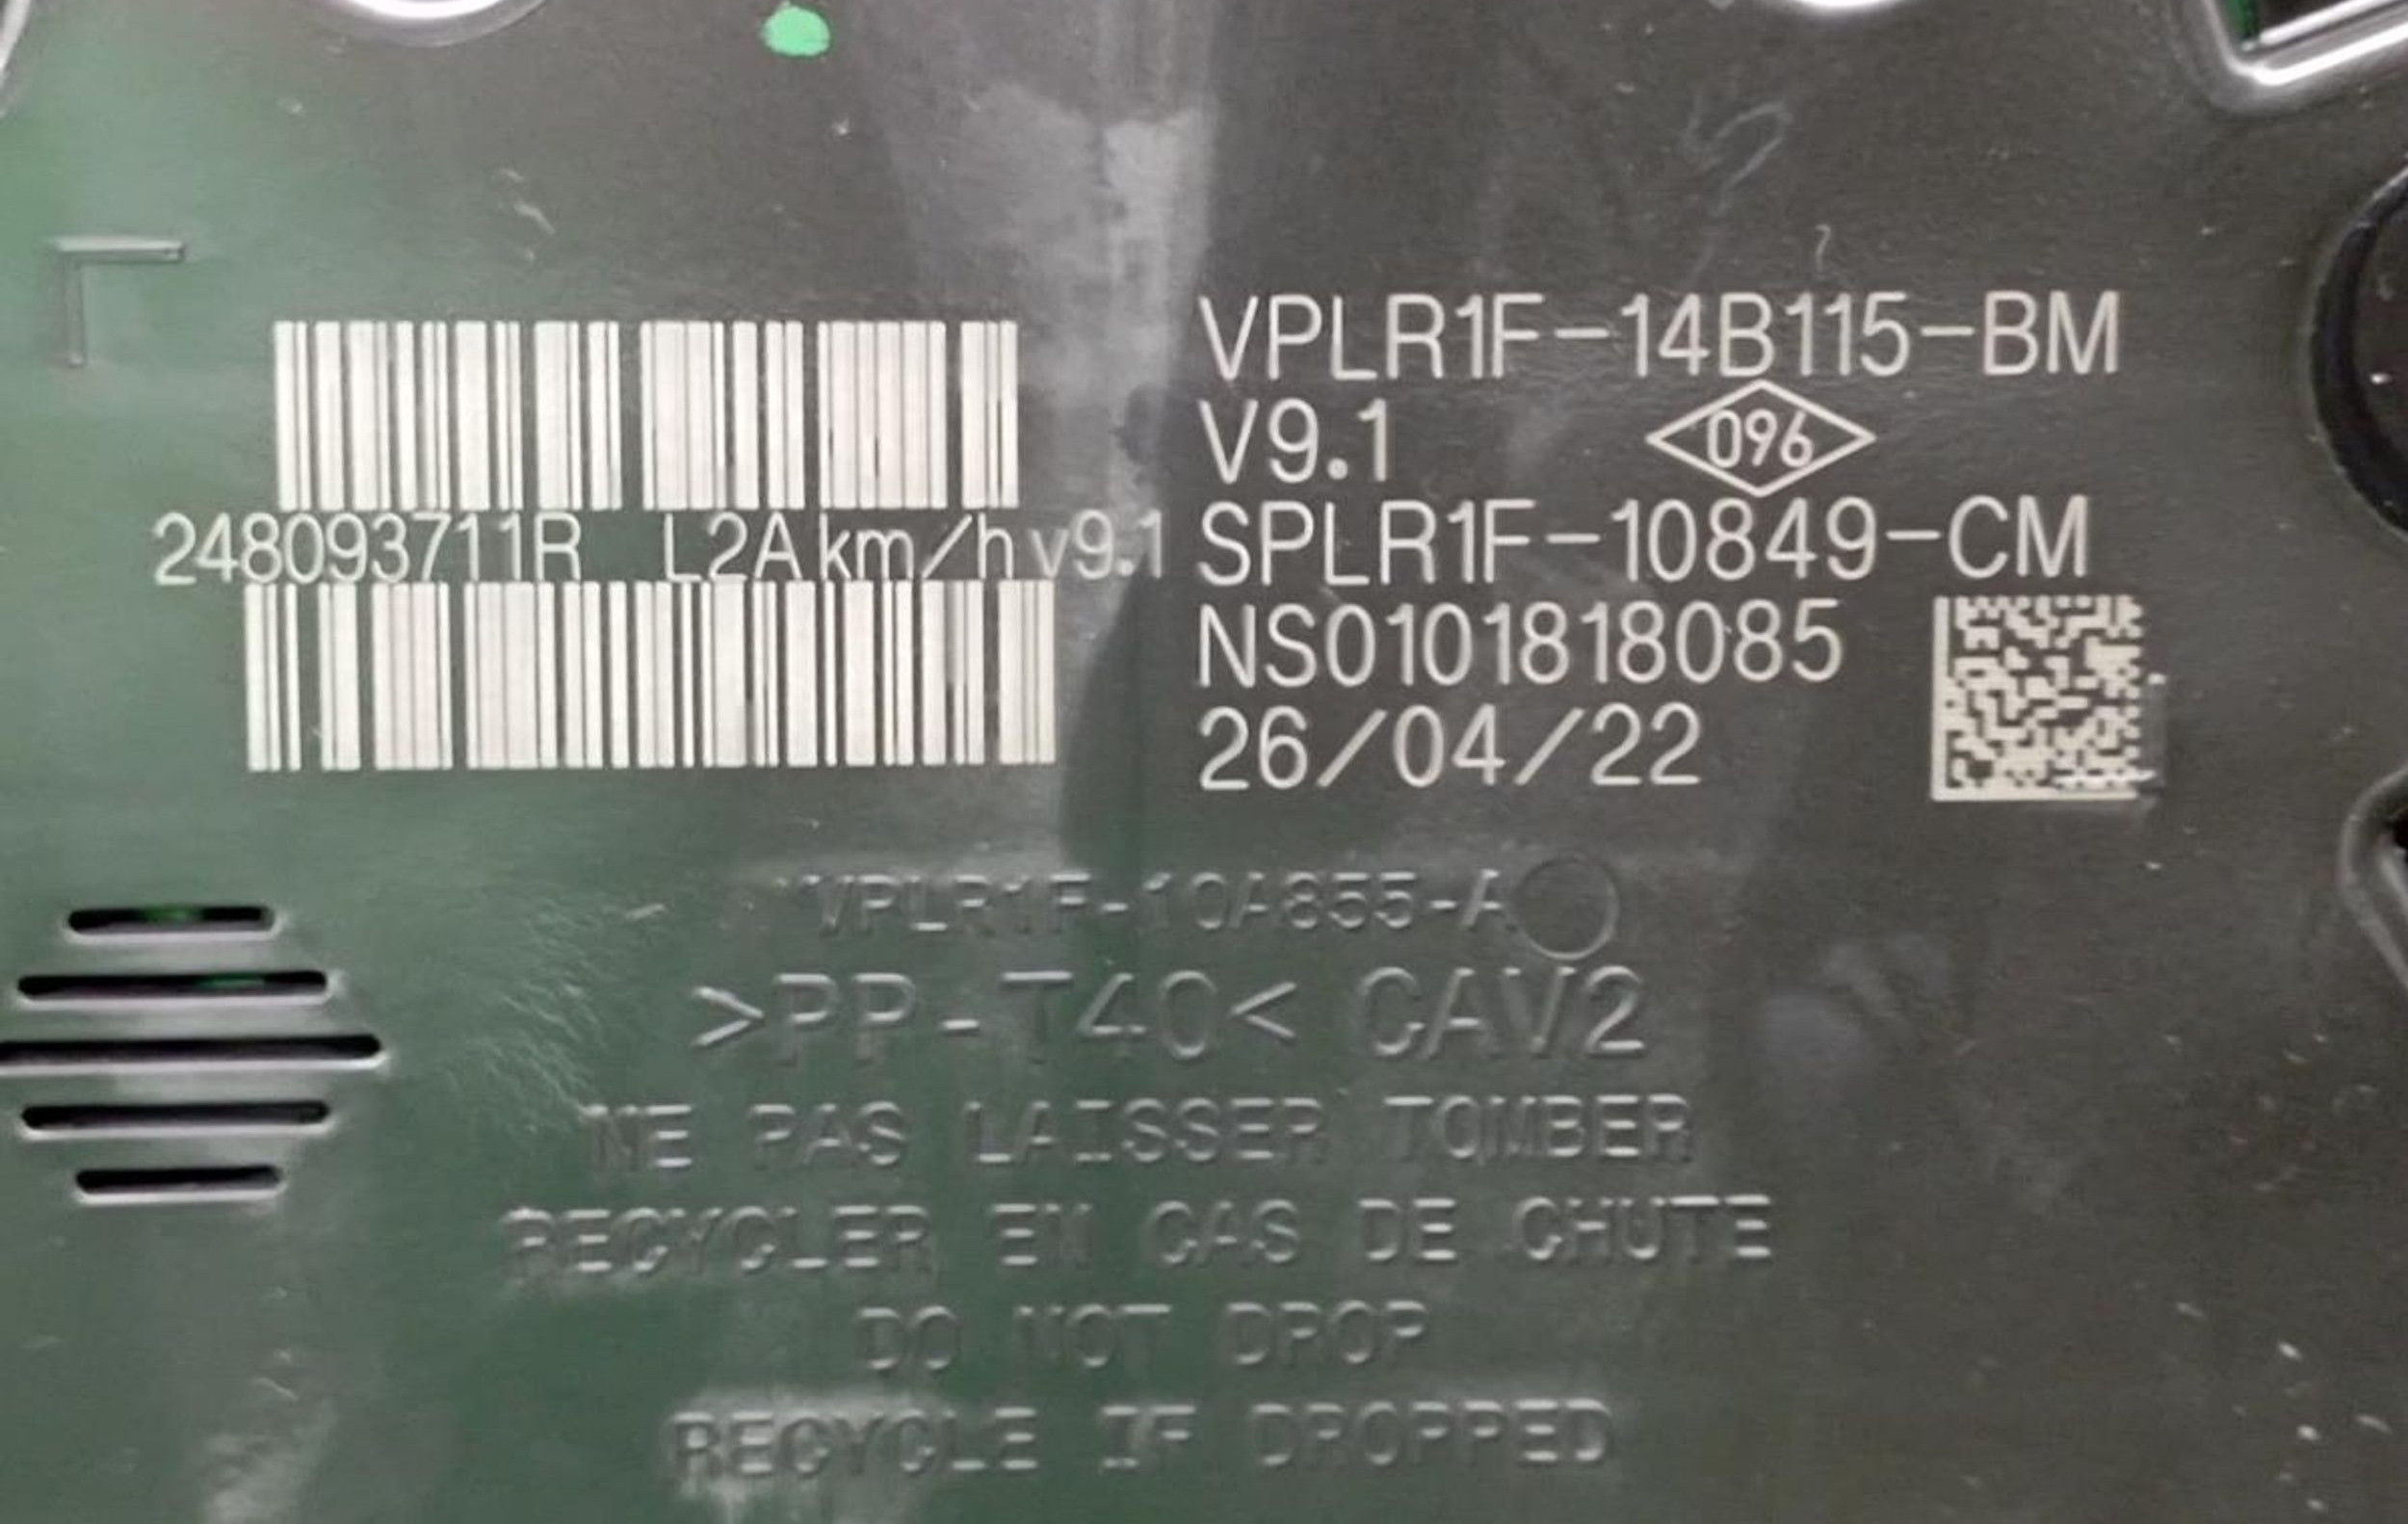 VPLR1F-14B115-BM
V9.1
096
248093711R L2A km/h v9.1
SPLR1F-10849-CM
NS0101818085
26/04/22
VPLR1F-10A855-A
>PP-T40< CAV2
NE PAS LAISSER TOMBER
RECYCLER EN CAS DE CHUTE
DO NOT DROP
RECYCLE IF DROPPED